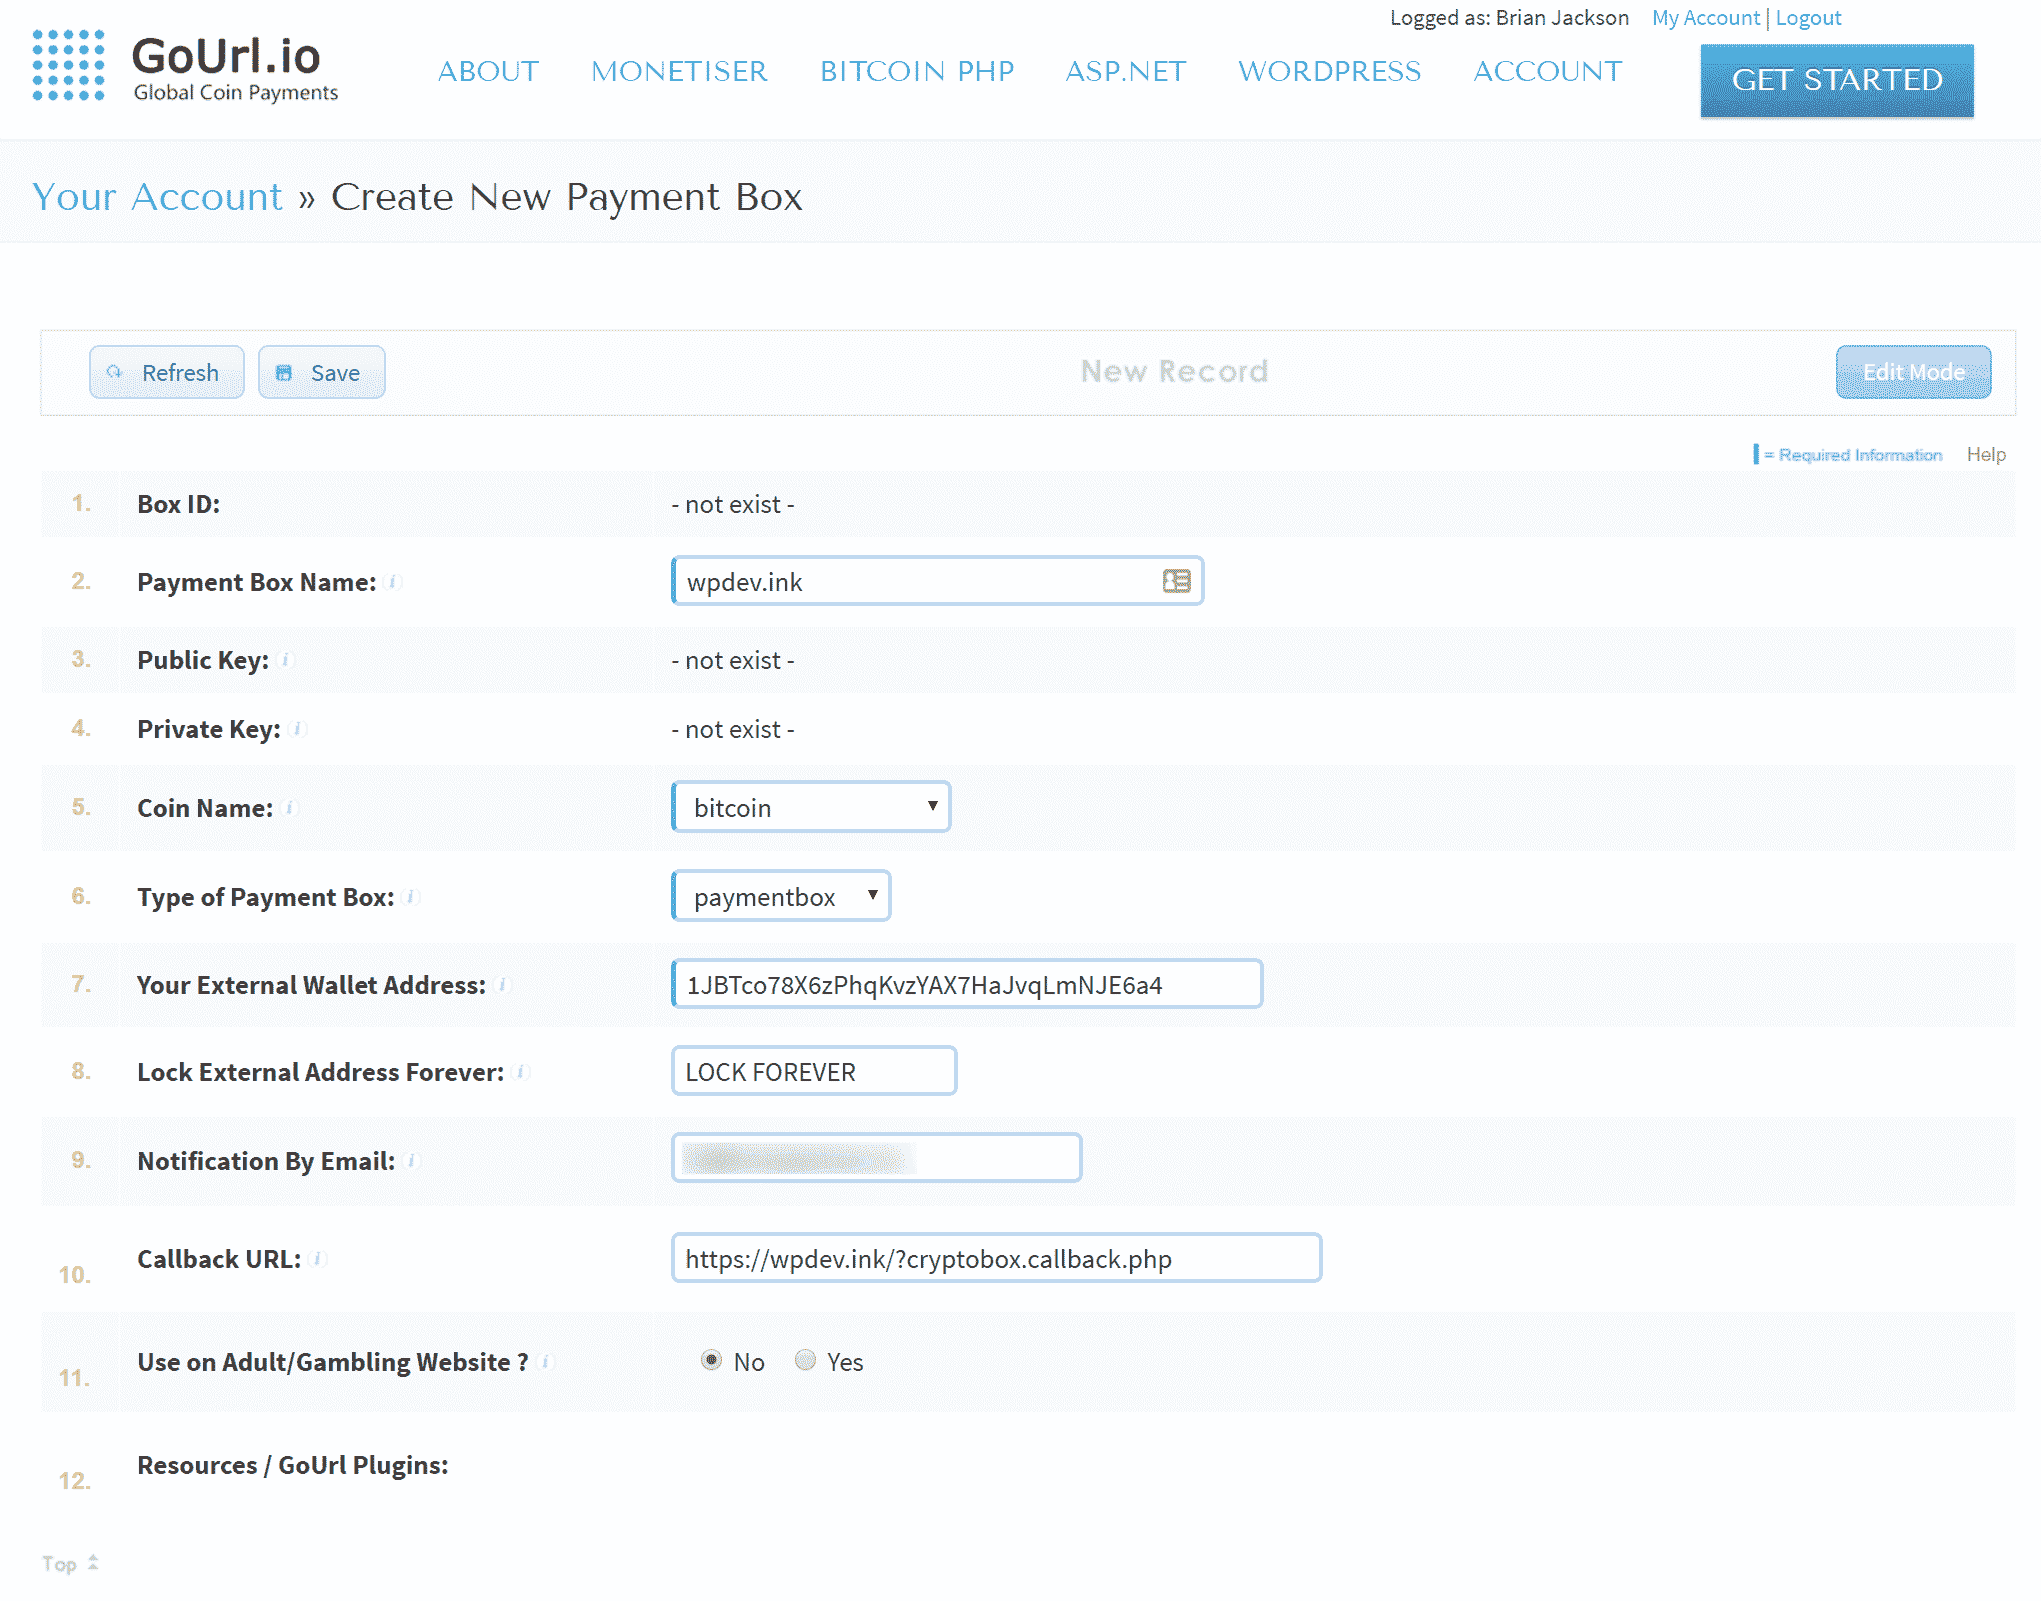 Logged as: Brian Jackson My Account | Logout
GoUrl.io
Global Coin Payments
ABOUT MONETISER BITCOIN PHP ASP.NET WORDPRESS ACCOUNT GET STARTED
Your Account » Create New Payment Box
Refresh Save New Record Edit Mode
= Required Information Help
1. Box ID: - not exist -
2. Payment Box Name: wpdev.ink
3. Public Key: - not exist -
4. Private Key: - not exist -
5. Coin Name: bitcoin
6. Type of Payment Box: paymentbox
7. Your External Wallet Address: 1JBTco78X6zPhqKvzYAX7HaJvqLmNJE6a4
8. Lock External Address Forever: LOCK FOREVER
9. Notification By Email:
10. Callback URL: https://wpdev.ink/?cryptobox.callback.php
11. Use on Adult/Gambling Website ? No Yes
12. Resources / GoUrl Plugins:
Top